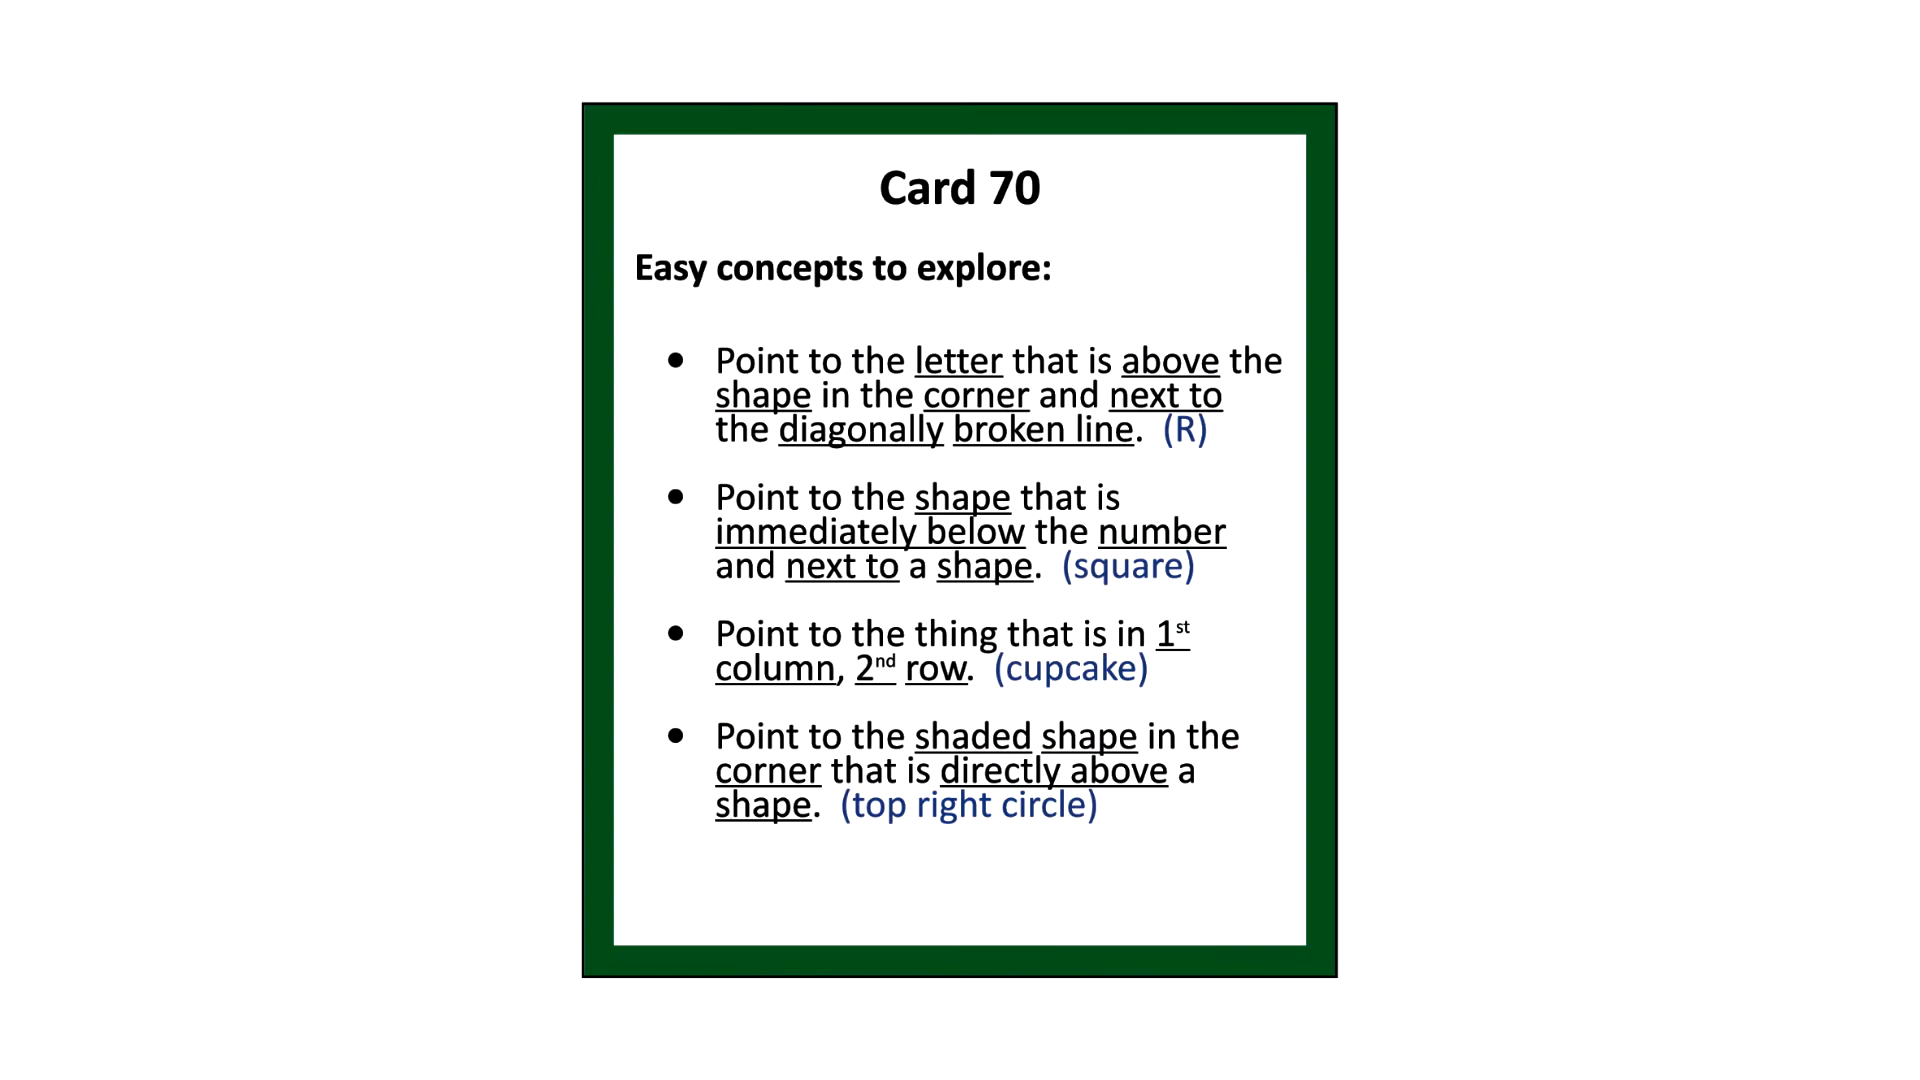 Card 70
Easy concepts to explore:
• Point to the letter that is above the
shape in the corner and next to
the diagonally broken line. (R)
• Point to the shape that is
immediately below the number
and next to a shape. (square)
• Point to the thing that is in 1st
column, 2nd row. (cupcake)
• Point to the shaded shape in the
corner that is directly above a
shape. (top right circle)